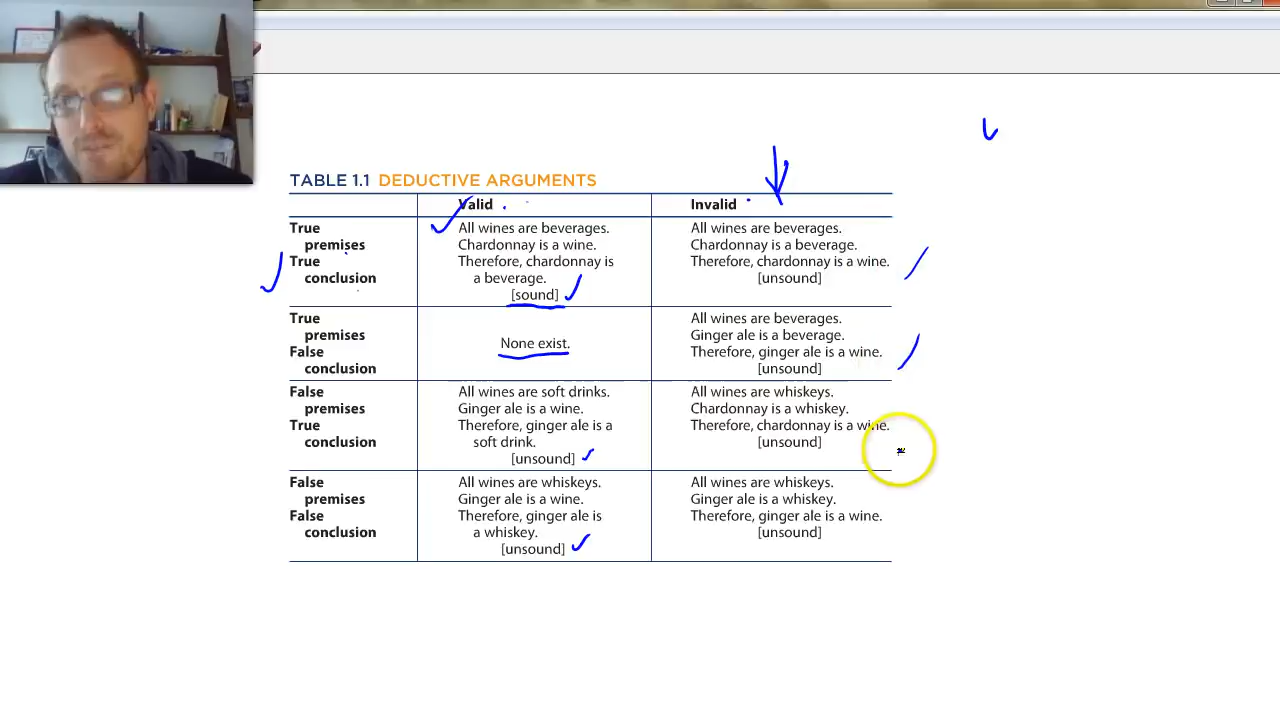 TABLE 1.1 DEDUCTIVE ARGUMENTS
Valid
Invalid
True
premises
True
conclusion
All wines are beverages.
Chardonnay is a wine.
Therefore, chardonnay is
a beverage.
[sound]
All wines are beverages.
Chardonnay is a beverage.
Therefore, chardonnay is a wine.
[unsound]
True
premises
False
conclusion
None exist.
All wines are beverages.
Ginger ale is a beverage.
Therefore, ginger ale is a wine.
[unsound]
False
premises
True
conclusion
All wines are soft drinks.
Ginger ale is a wine.
Therefore, ginger ale is a
soft drink.
[unsound]
All wines are whiskeys.
Chardonnay is a whiskey.
Therefore, chardonnay is a wine.
[unsound]
False
premises
False
conclusion
All wines are whiskeys.
Ginger ale is a wine.
Therefore, ginger ale is
a whiskey.
[unsound]
All wines are whiskeys.
Ginger ale is a whiskey.
Therefore, ginger ale is a wine.
[unsound]